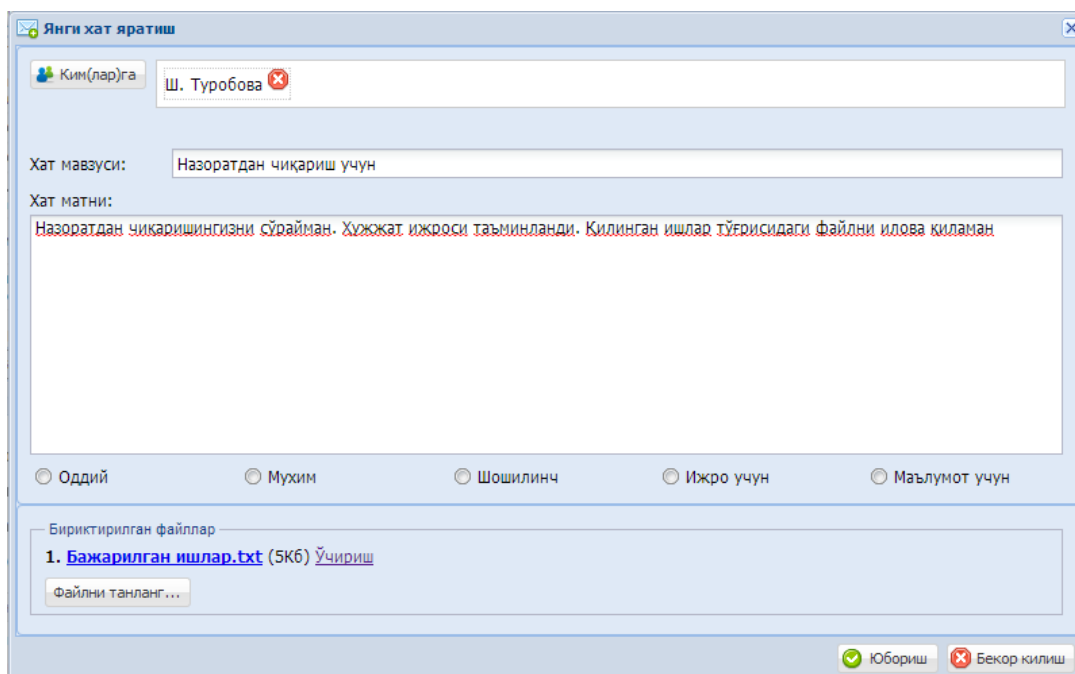 Янги хат яратиш
Ким(лар)га
Ш. Туробова
Хат мавзуси:
Назоратдан чиқариш учун
Хат матни:
Назоратдан чиқаришингизни сўрайман. Ҳужжат ижроси таъминланди. Қилинган ишлар тўғрисидаги файлни илова қиламан
Оддий Мухим Шошилинч Ижро учун Маълумот учун
Бириктирилган файллар
1. Бажарилган ишлар.txt (5Кб) Ўчириш
Файлни танланг...
Юбориш Бекор килиш